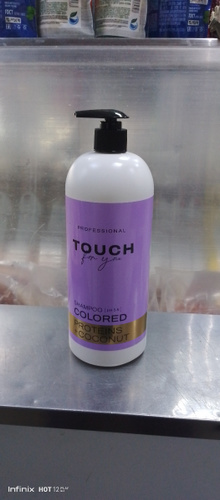 PROFESSIONAL
TOUCH
for you
SHAMPOO
COLORED
PROTEINS
COCONUT
Infinix HOT 12